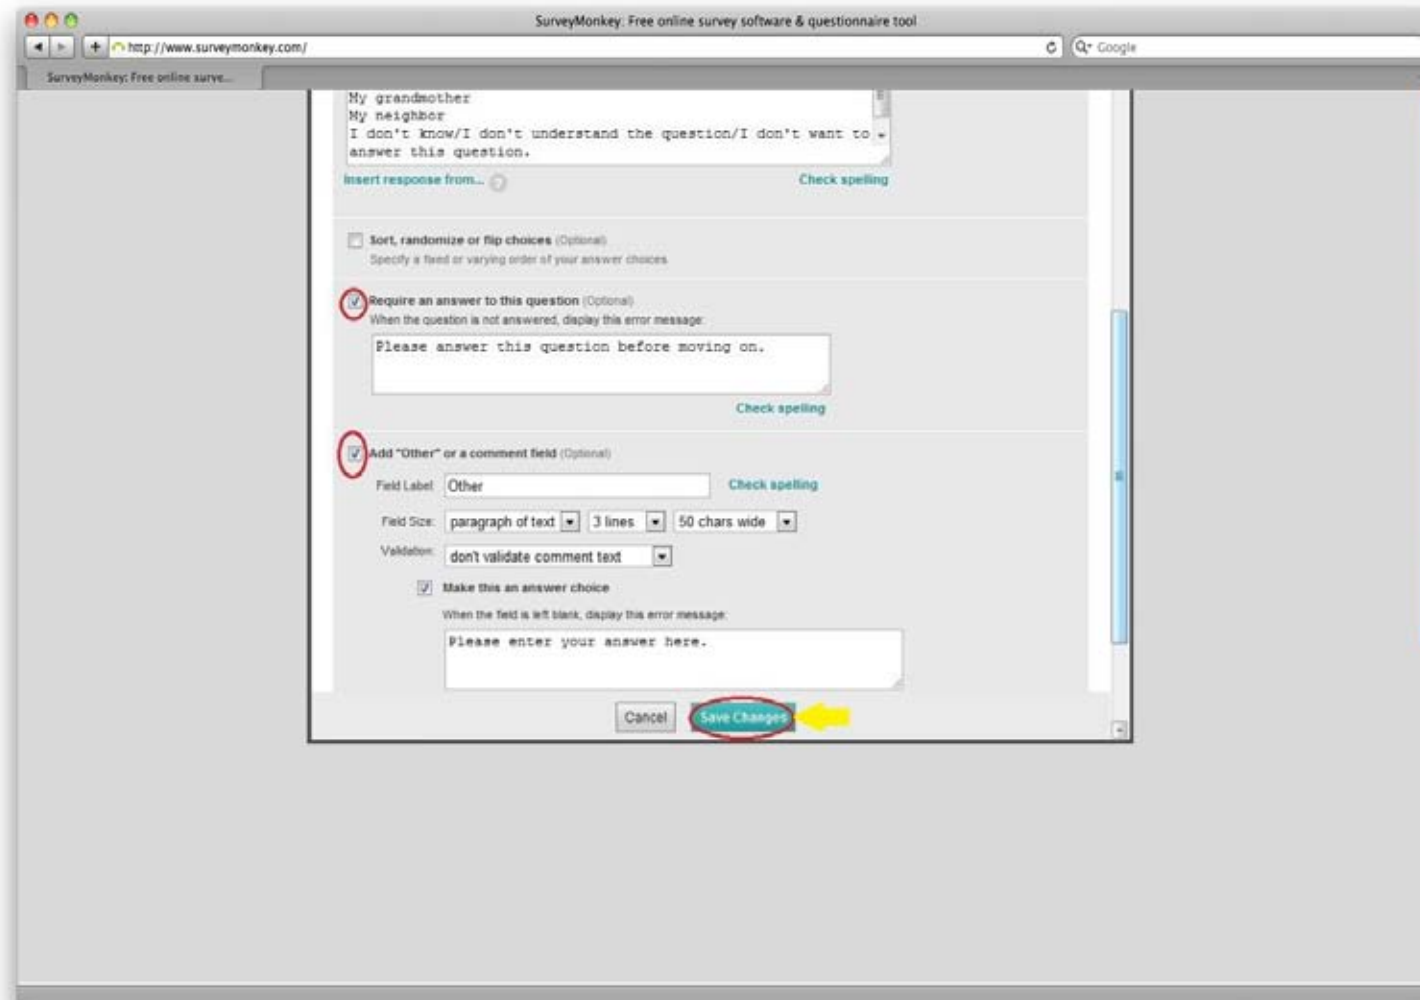 SurveyMonkey: Free online survey software & questionnaire tool
http://www.surveymonkey.com/
Google
SurveyMonkey: Free online surve...
My grandmother
My neighbor
I don't know/I don't understand the question/I don't want to
answer this question.
Insert response from... ?
Check spelling
Sort, randomize or flip choices (Optional)
Specify a fixed or varying order of your answer choices
Require an answer to this question (Optional)
When the question is not answered, display this error message:
Please answer this question before moving on.
Check spelling
Add "Other" or a comment field (Optional)
Field Label: Other Check spelling
Field Size: paragraph of text 3 lines 50 chars wide
Validation: don't validate comment text
Make this an answer choice
When the field is left blank, display this error message:
Please enter your answer here.
Cancel Save Changes